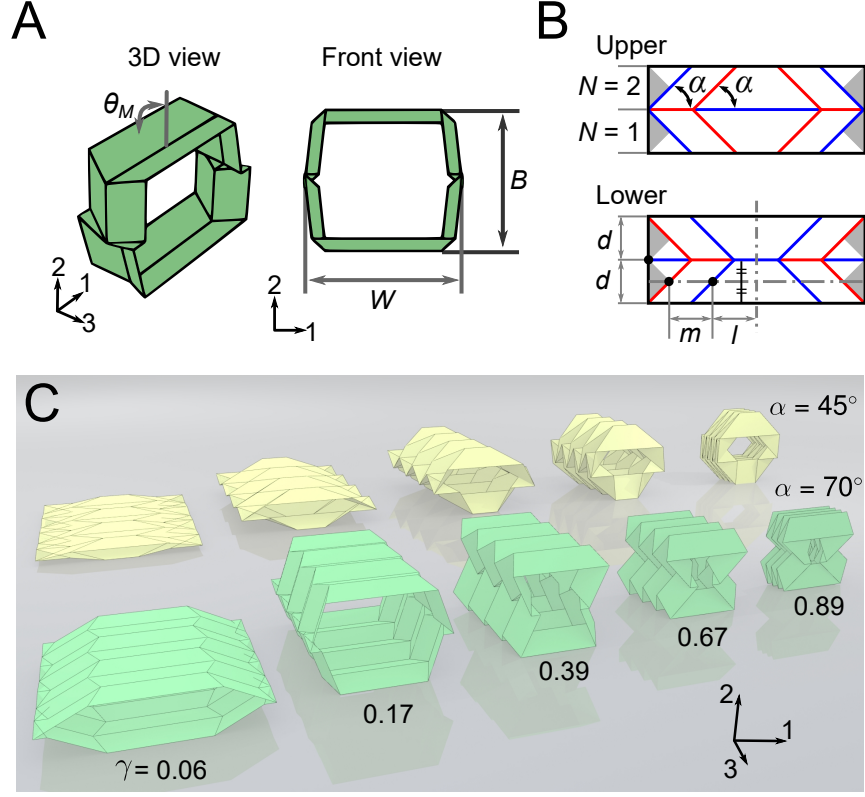 A
3D view
θM
2
1
3
Front view
B
W
2
1
B
Upper
N = 2
N = 1
α
α
Lower
d
d
m
l
C
α = 45°
α = 70°
γ = 0.06
0.17
0.39
0.67
0.89
2
1
3